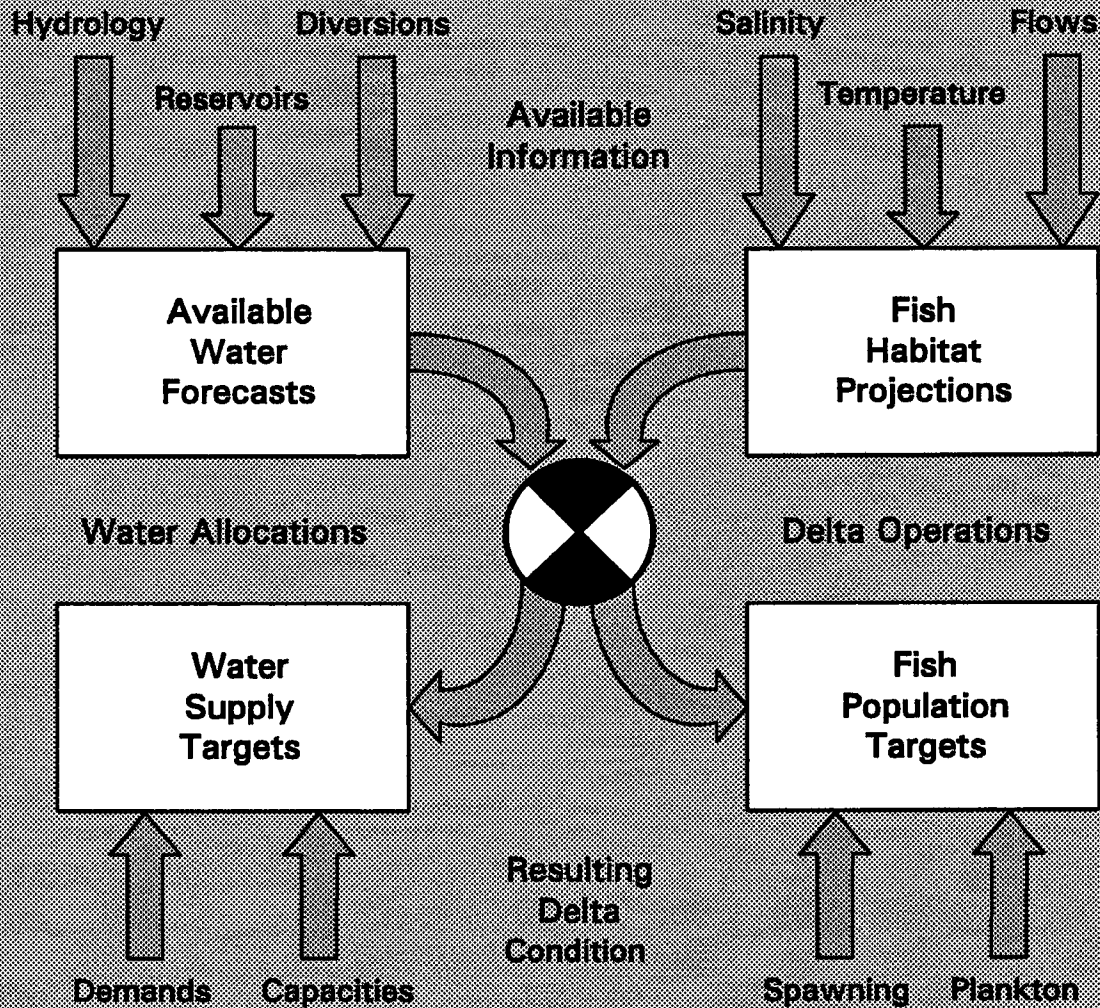 Hydrology
Diversions
Salinity
Flows
Reservoirs
Temperature
Available
Information
Available
Water
Forecasts
Fish
Habitat
Projections
Water Allocations
Delta Operations
Water
Supply
Targets
Fish
Population
Targets
Resulting
Delta
Condition
Demands
Capacities
Spawning
Plankton